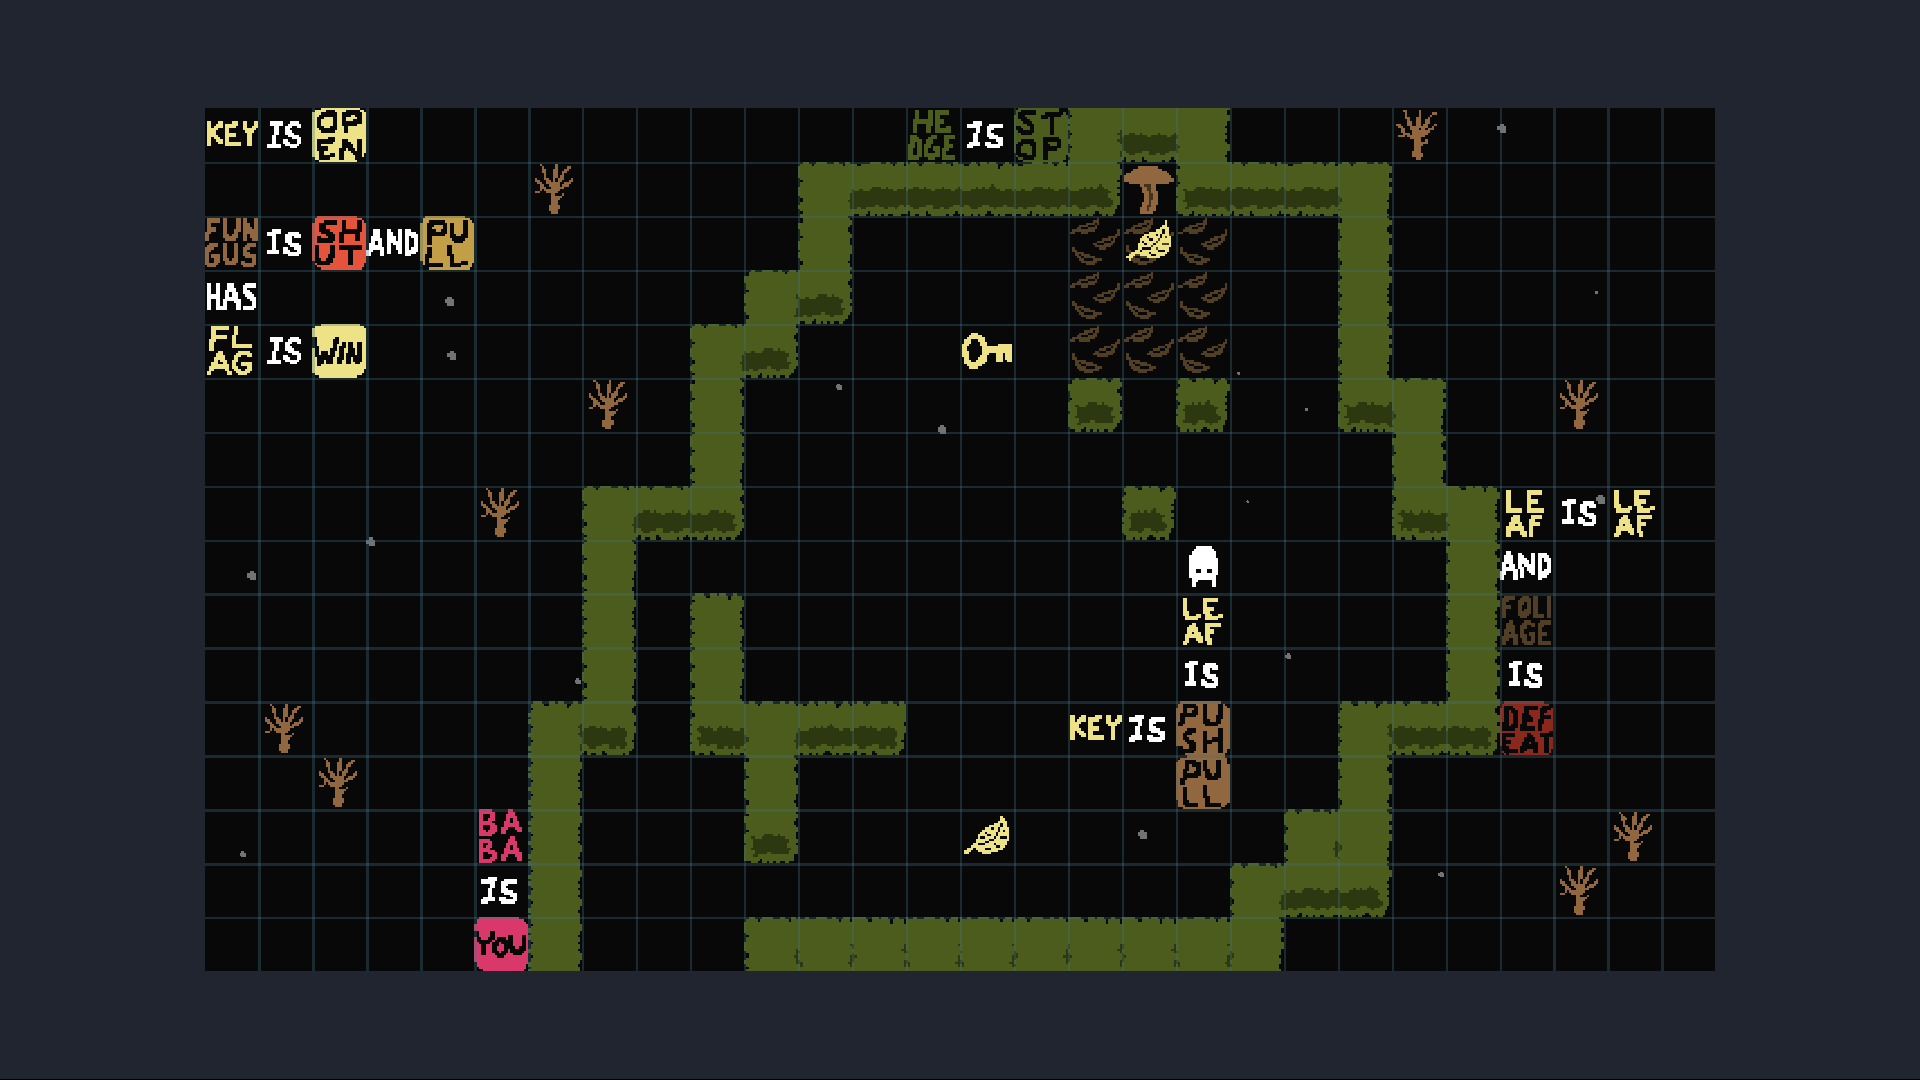 KEY IS OPEN
HEDGE IS STOP
FUNGUS IS SHUT AND PULL
HAS
FLAG IS WIN
LEAF IS LEAF
AND
LEAF
FOLIAGE
IS
IS
KEY IS PUSH
DEFEAT
PULL
BABA
IS
YOU